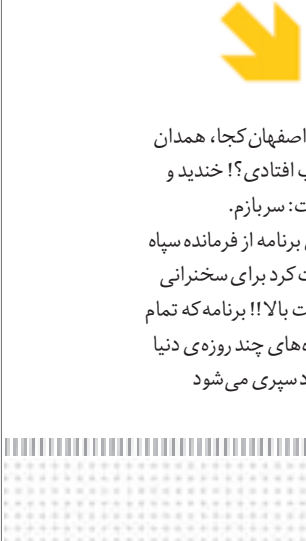 اصفهان کجا، همدان
افتادی؟! خندید و
: سربازم.
برنامه از فرمانده سپاه
کرد برای سخنرانی
بالا!! برنامه که تمام
های چند روزه‌ی دنیا
سپری می‌شود